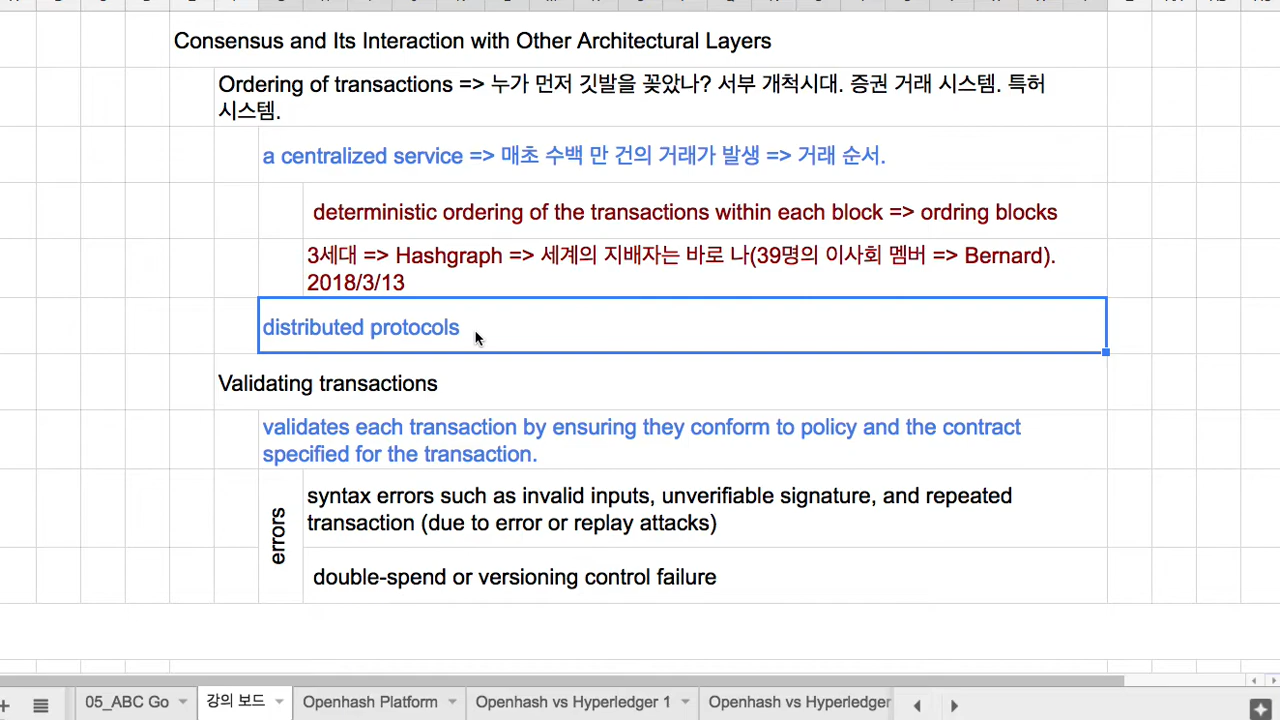 Consensus and Its Interaction with Other Architectural Layers
Ordering of transactions => 누가 먼저 깃발을 꽂았나? 서부 개척시대. 증권 거래 시스템. 특허
시스템.
a centralized service => 매초 수백 만 건의 거래가 발생 => 거래 순서.
deterministic ordering of the transactions within each block => ordring blocks
3세대 => Hashgraph => 세계의 지배자는 바로 나(39명의 이사회 멤버 => Bernard).
2018/3/13
distributed protocols
Validating transactions
validates each transaction by ensuring they conform to policy and the contract
specified for the transaction.
errors
syntax errors such as invalid inputs, unverifiable signature, and repeated
transaction (due to error or replay attacks)
double-spend or versioning control failure
05_ABC Go
강의 보드
Openhash Platform
Openhash vs Hyperledger 1
Openhash vs Hyperledger